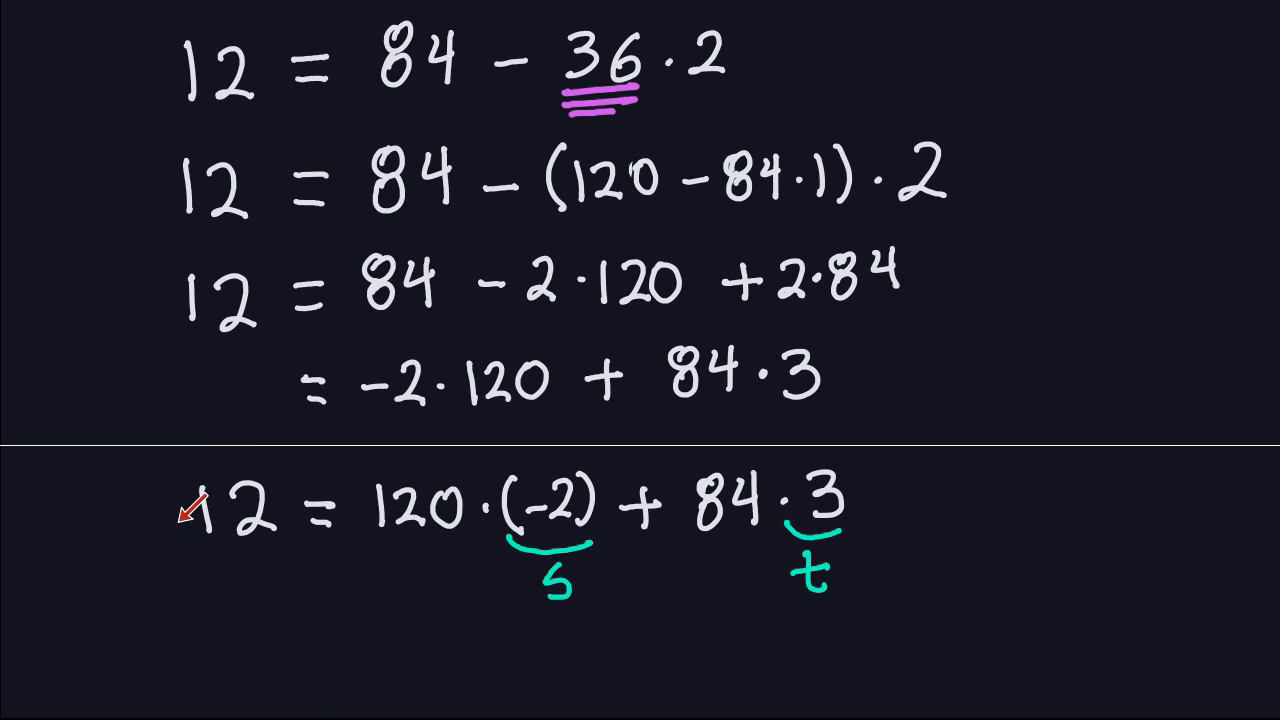 12 = 84 - 36 · 2
12 = 84 - (120 - 84 · 1) · 2
12 = 84 - 2 · 120 + 2 · 84
= -2 · 120 + 84 · 3
12 = 120 · (-2) + 84 · 3
s t